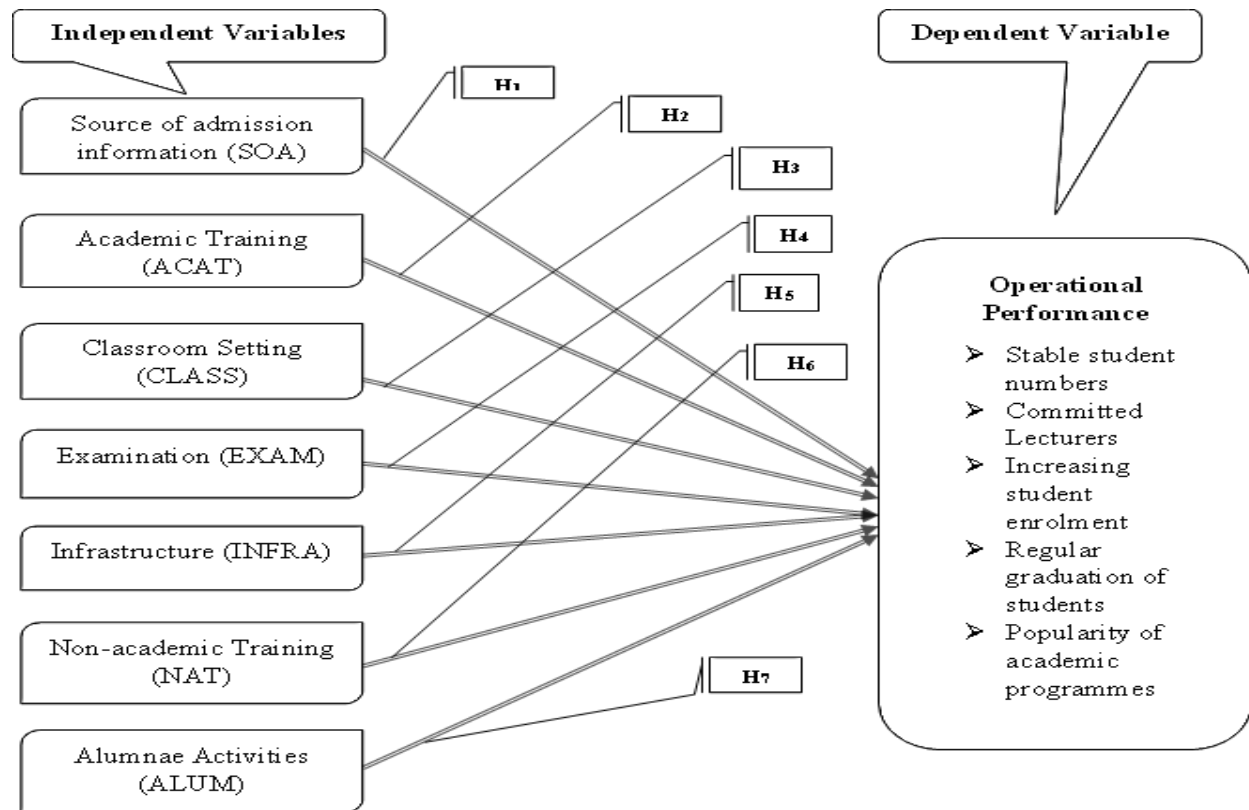 Independent Variables
Dependent Variable
H1
H2
H3
H4
H5
H6
H7
Source of admission
information (SOA)
Academic Training
(ACAT)
Classroom Setting
(CLASS)
Examination (EXAM)
Infrastructure (INFRA)
Non-academic Training
(NAT)
Alumnae Activities
(ALUM)
Operational
Performance
➢ Stable student
numbers
➢ Committed
Lecturers
➢ Increasing
student
enrolment
➢ Regular
graduation of
students
➢ Popularity of
academic
programmes